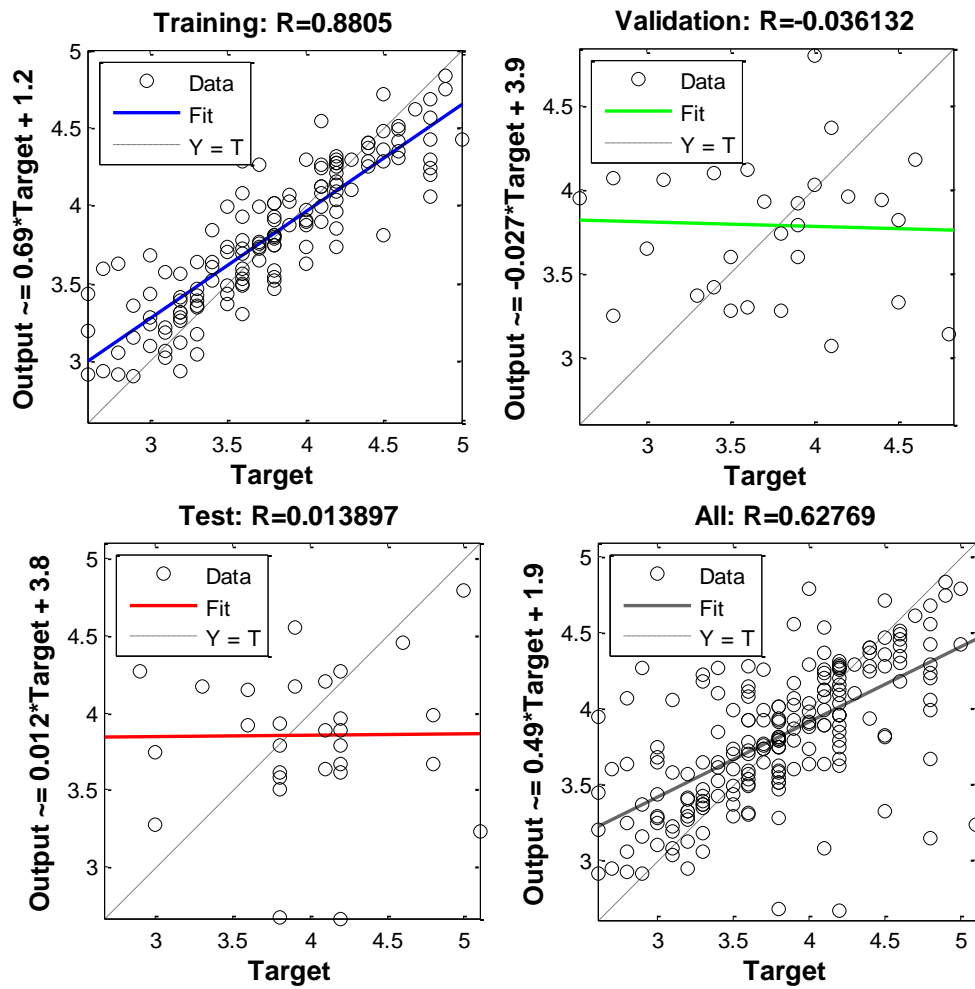 Training: R=0.8805
Output ~= 0.69*Target + 1.2
5
4.5
4
3.5
3
Data
Fit
Y = T
3
3.5
4
4.5
5
Target
Validation: R=-0.036132
Output ~= -0.027*Target + 3.9
4.5
4
3.5
3
Data
Fit
Y = T
3
3.5
4
4.5
Target
Test: R=0.013897
Output ~= 0.012*Target + 3.8
5
4.5
4
3.5
3
Data
Fit
Y = T
3
3.5
4
4.5
5
Target
All: R=0.62769
Output ~= 0.49*Target + 1.9
5
4.5
4
3.5
3
Data
Fit
Y = T
3
3.5
4
4.5
5
Target